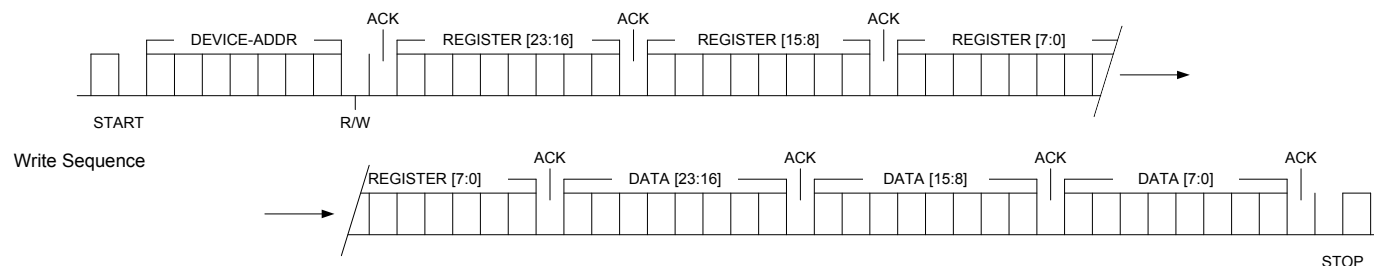 ACK ACK ACK
DEVICE-ADDR REGISTER [23:16] REGISTER [15:8] REGISTER [7:0]
START R/W
Write Sequence
ACK ACK ACK ACK
REGISTER [7:0] DATA [23:16] DATA [15:8] DATA [7:0]
STOP